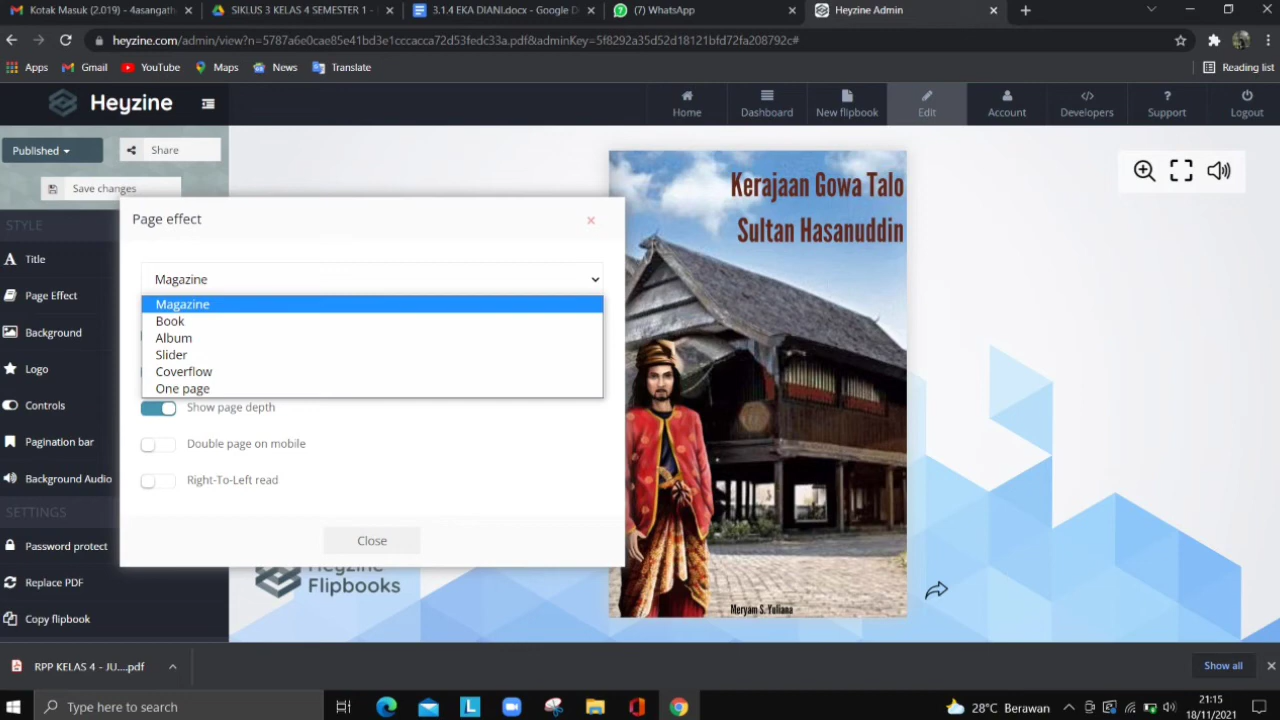 Kotak Masuk (2.019) - 4asangath
SIKLUS 3 KELAS 4 SEMESTER 1 -
3.1.4 EKA DIANI.docx - Google D
(7) WhatsApp
Heyzine Admin
heyzine.com/admin/view?n=5787a6e0cae85e41bd3e1cccacca72d53fedc33a.pdf&adminKey=5f8292a35d52d18121bfd72fa208792c#
Apps
Gmail
YouTube
Maps
News
Translate
Reading list
Heyzine
Home
Dashboard
New flipbook
Edit
Account
Developers
Support
Logout
Published
Share
Save changes
STYLE
Title
Page Effect
Background
Logo
Controls
Pagination bar
Background Audio
SETTINGS
Password protect
Replace PDF
Copy flipbook
Page effect
Magazine
Magazine
Book
Album
Slider
Coverflow
One page
Show page depth
Double page on mobile
Right-To-Left read
Close
Heyzine
Flipbooks
Kerajaan Gowa Talo
Sultan Hasanuddin
Meryam S. Yuliana
RPP KELAS 4 - JU....pdf
Show all
Type here to search
28°C Berawan
21:15
18/11/2021